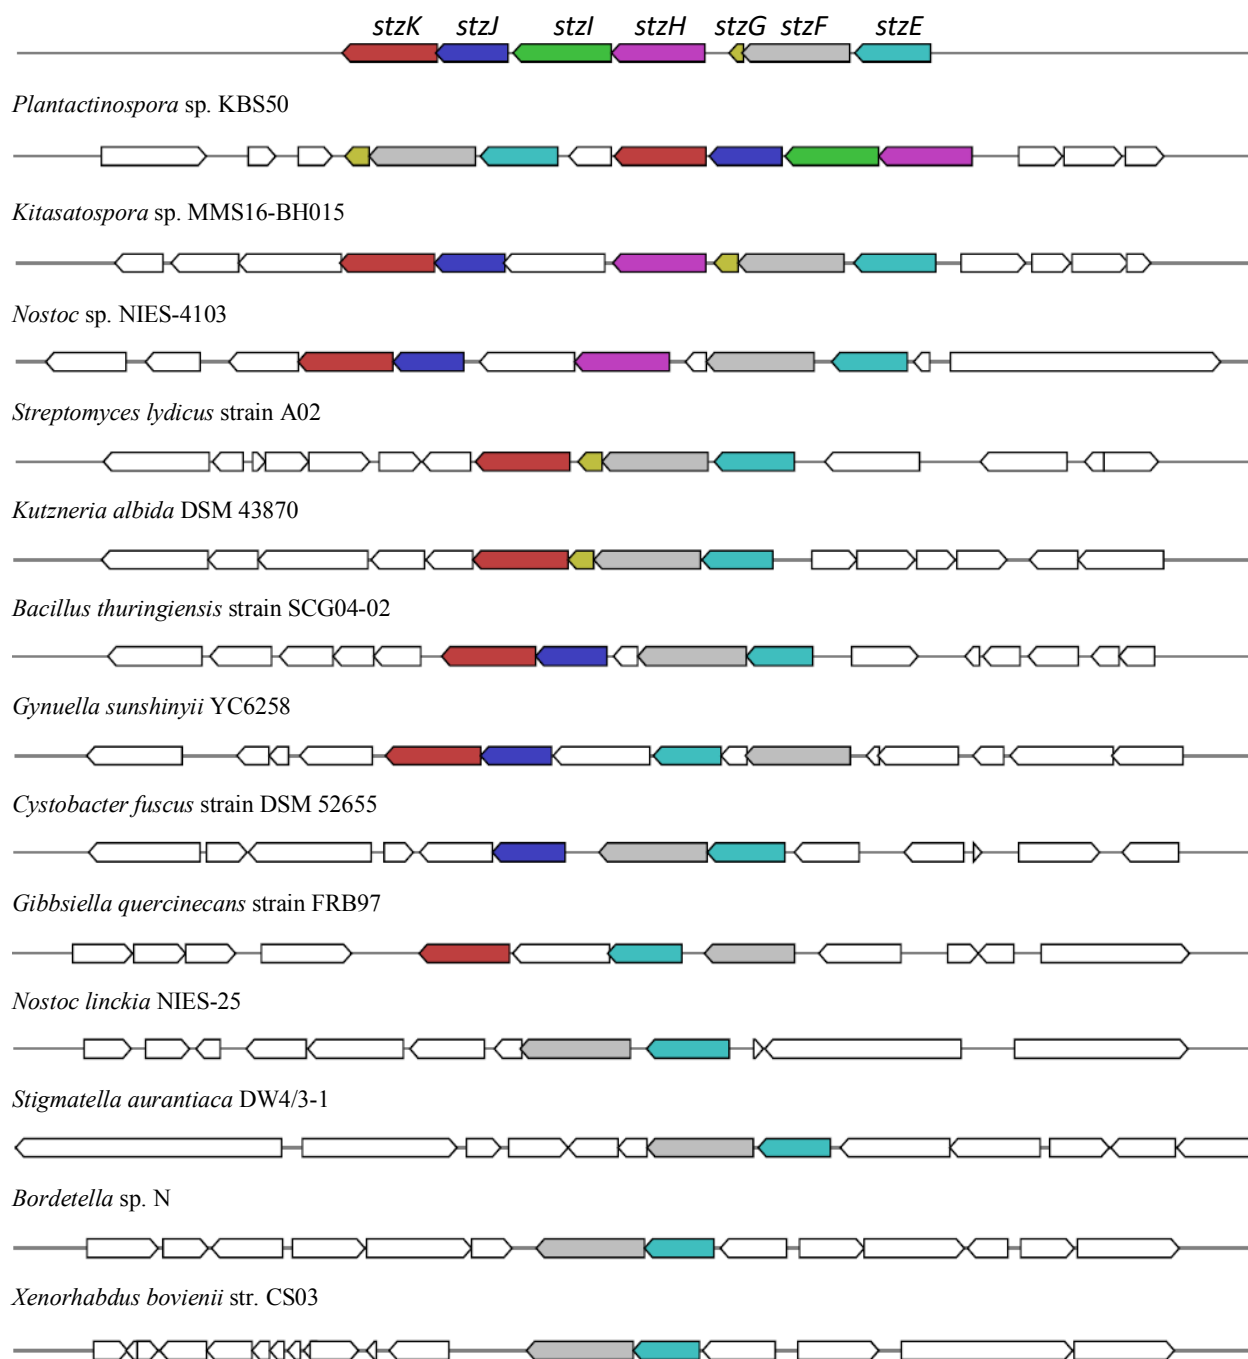 stzK stzJ stzI stzH stzG stzF stzE
Plantactinospora sp. KBS50
Kitasatospora sp. MMS16-BH015
Nostoc sp. NIES-4103
Streptomyces lydicus strain A02
Kutzneria albida DSM 43870
Bacillus thuringiensis strain SCG04-02
Gynuella sunshinyii YC6258
Cystobacter fuscus strain DSM 52655
Gibbsiella quercinecans strain FRB97
Nostoc linckia NIES-25
Stigmatella aurantiaca DW4/3-1
Bordetella sp. N
Xenorhabdus bovienii str. CS03